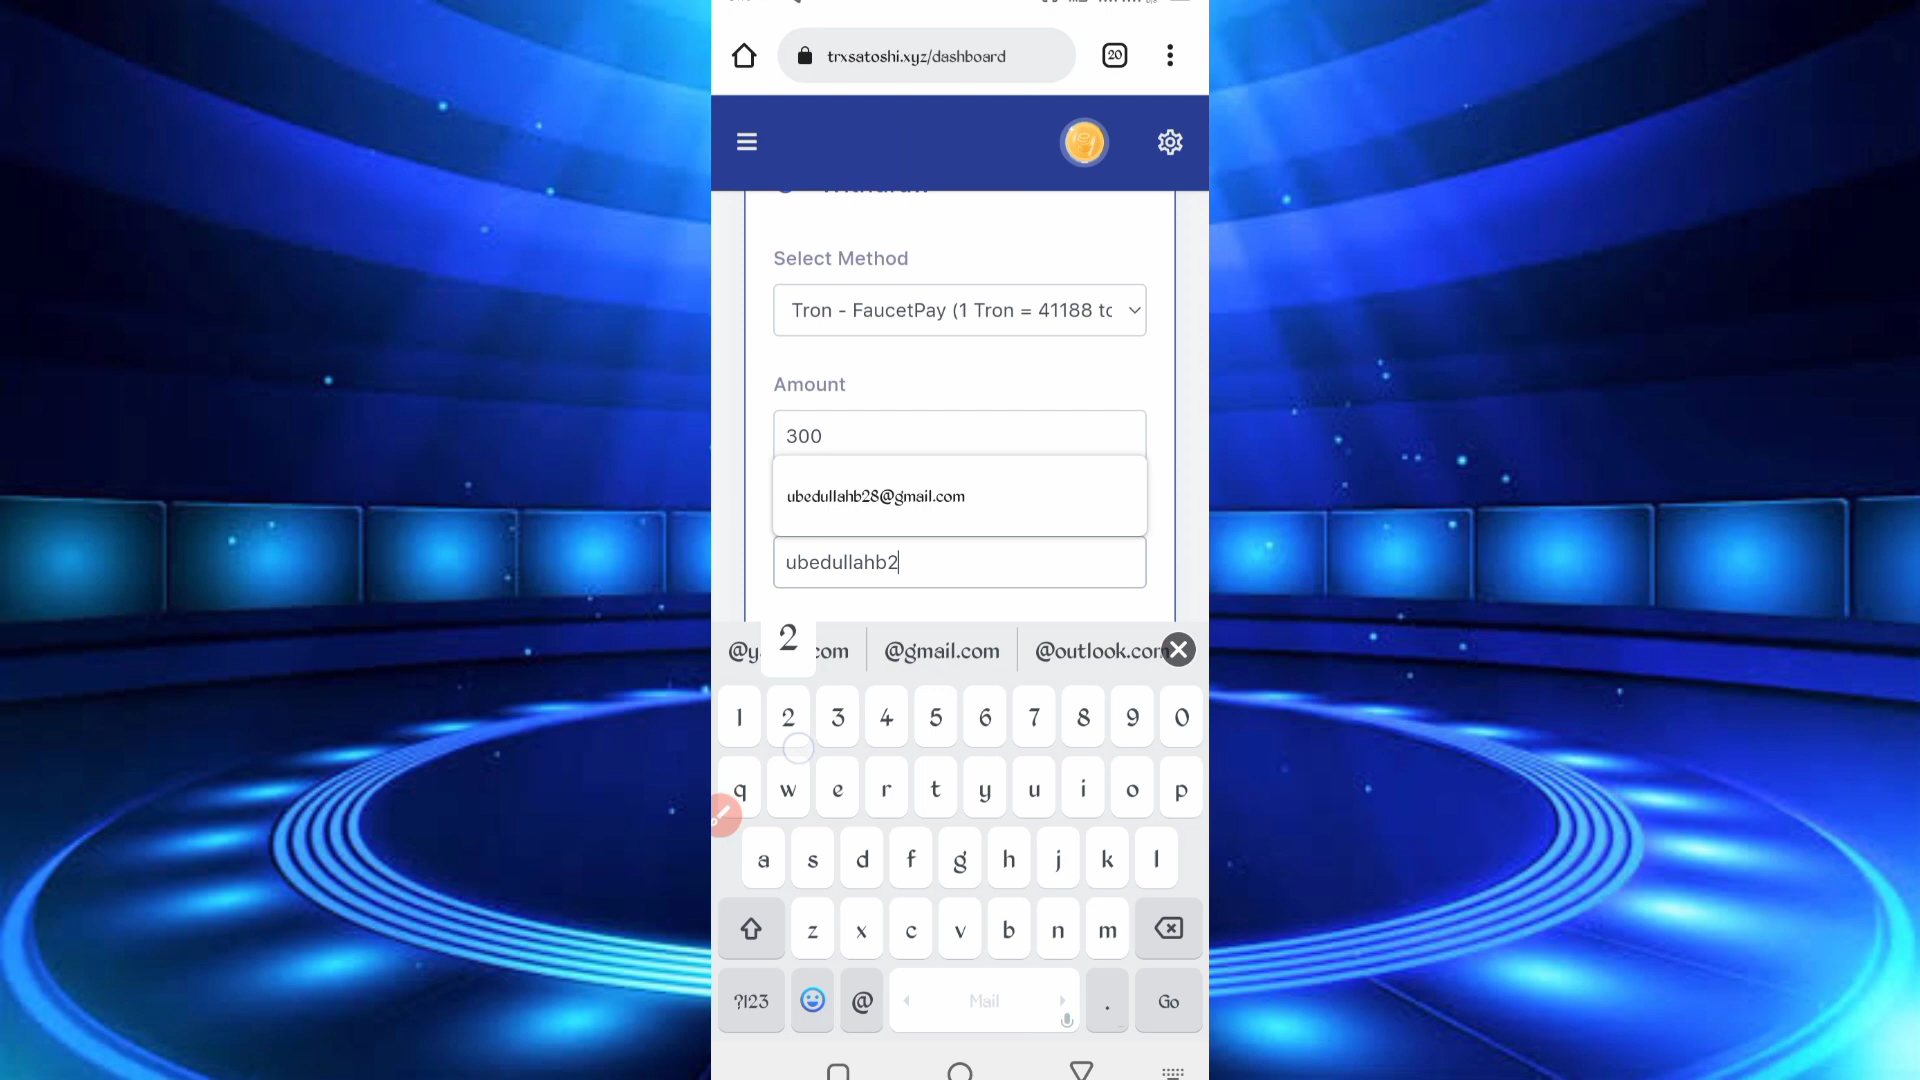 20
trxsatoshi.xyz/dashboard
Select Method
Tron - FaucetPay (1 Tron = 41188 to
Amount
300
ubedullahb28@gmail.com
ubedullahb2
2
@y com @gmail.com @outlook.com
1 2 3 4 5 6 7 8 9 0
q w e r t y u i o p
a s d f g h j k l
z x c v b n m
?123 @ Mail . Go